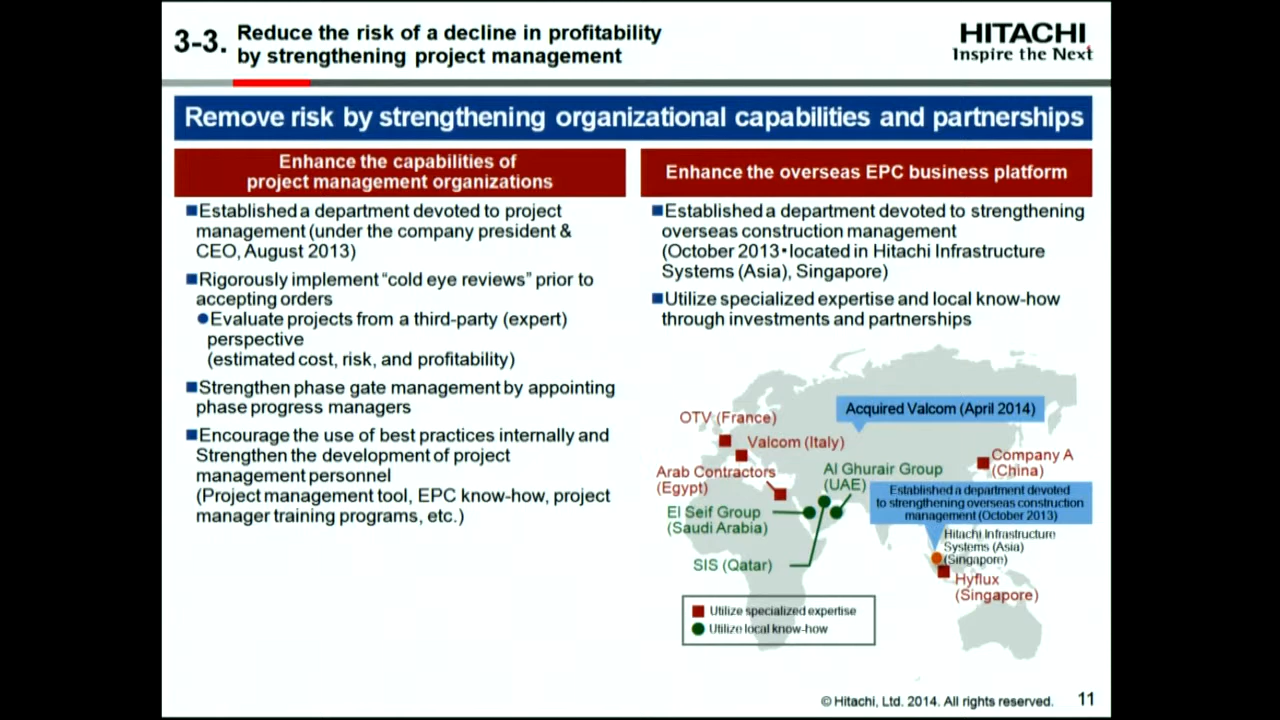 3-3.
Reduce the risk of a decline in profitability
by strengthening project management
HITACHI
Inspire the Next
Remove risk by strengthening organizational capabilities and partnerships
Enhance the capabilities of
project management organizations
■Established a department devoted to project
management (under the company president &
CEO, August 2013)
■Rigorously implement “cold eye reviews” prior to
accepting orders
●Evaluate projects from a third-party (expert)
perspective
(estimated cost, risk, and profitability)
■Strengthen phase gate management by appointing
phase progress managers
■Encourage the use of best practices internally and
Strengthen the development of project
management personnel
(Project management tool, EPC know-how, project
manager training programs, etc.)
Enhance the overseas EPC business platform
■Established a department devoted to strengthening
overseas construction management
(October 2013・located in Hitachi Infrastructure
Systems (Asia), Singapore)
■Utilize specialized expertise and local know-how
through investments and partnerships
Acquired Valcom (April 2014)
OTV (France)
Valcom (Italy)
Arab Contractors
(Egypt)
Al Ghurair Group
(UAE)
Company A
(China)
El Seif Group
(Saudi Arabia)
Established a department devoted
to strengthening overseas construction
management (October 2013)
SIS (Qatar)
Hitachi Infrastructure
Systems (Asia)
(Singapore)
Hyflux
(Singapore)
Utilize specialized expertise
Utilize local know-how
© Hitachi, Ltd. 2014. All rights reserved.
11